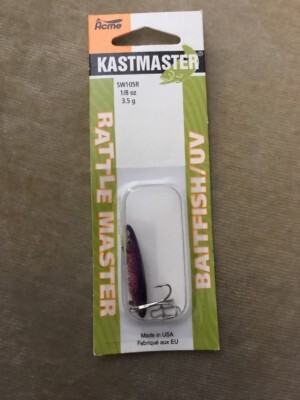 Acme
KASTMASTER
SW105R
1/8 oz
3.5 g
RATTLE MASTER
BAITFISH/UV
Made in USA
Fabriqué aux EU